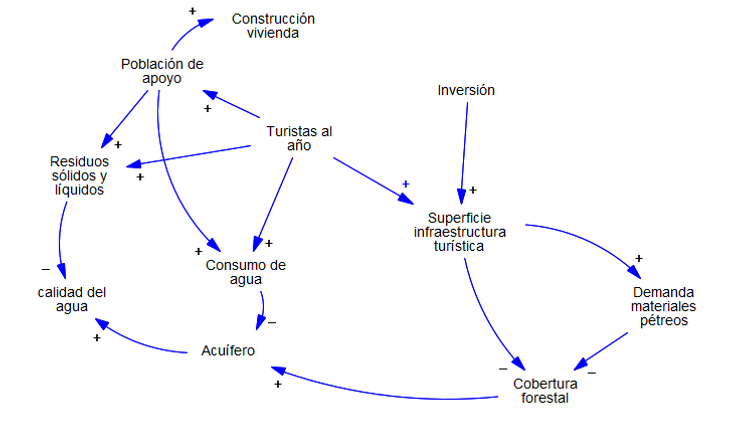 Construcción
vivienda
Población de
apoyo
Inversión
Turistas al
año
Residuos
sólidos y
líquidos
Superficie
infraestructura
turística
Consumo de
agua
calidad del
agua
Demanda
materiales
pétreos
Acuífero
Cobertura
forestal